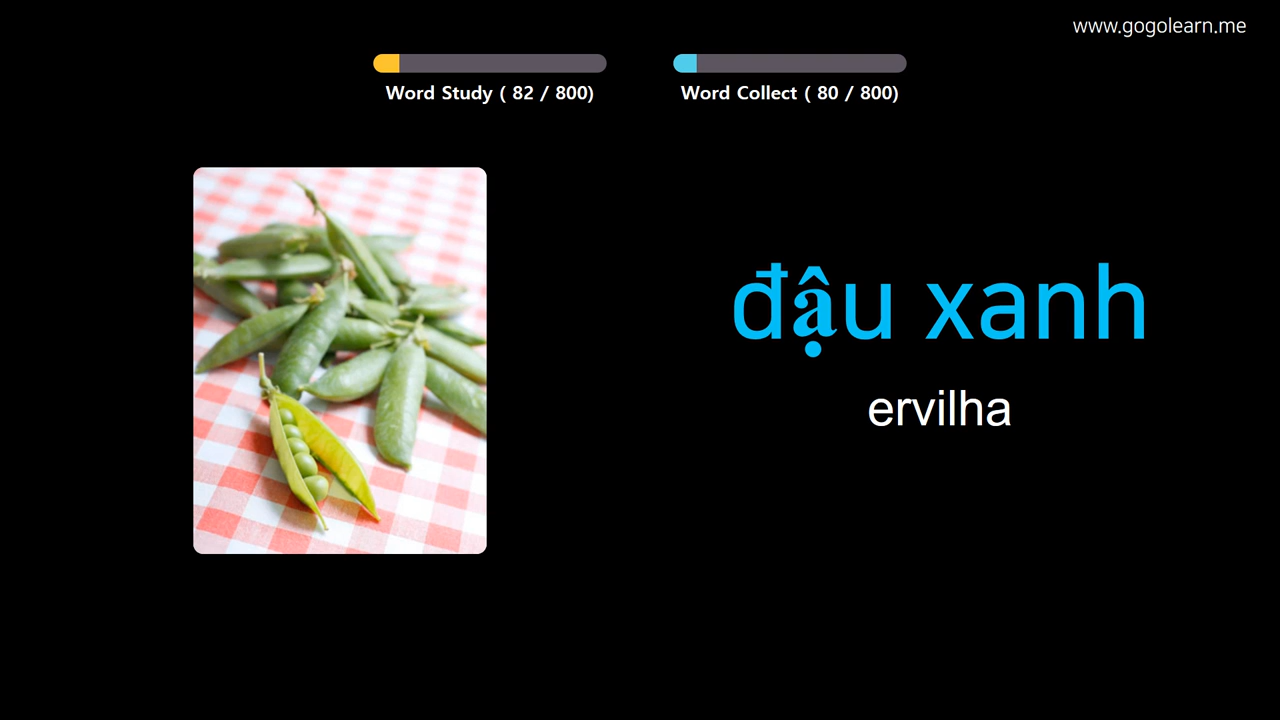 www.gogolearn.me
Word Study ( 82 / 800)
Word Collect ( 80 / 800)
đậu xanh
ervilha